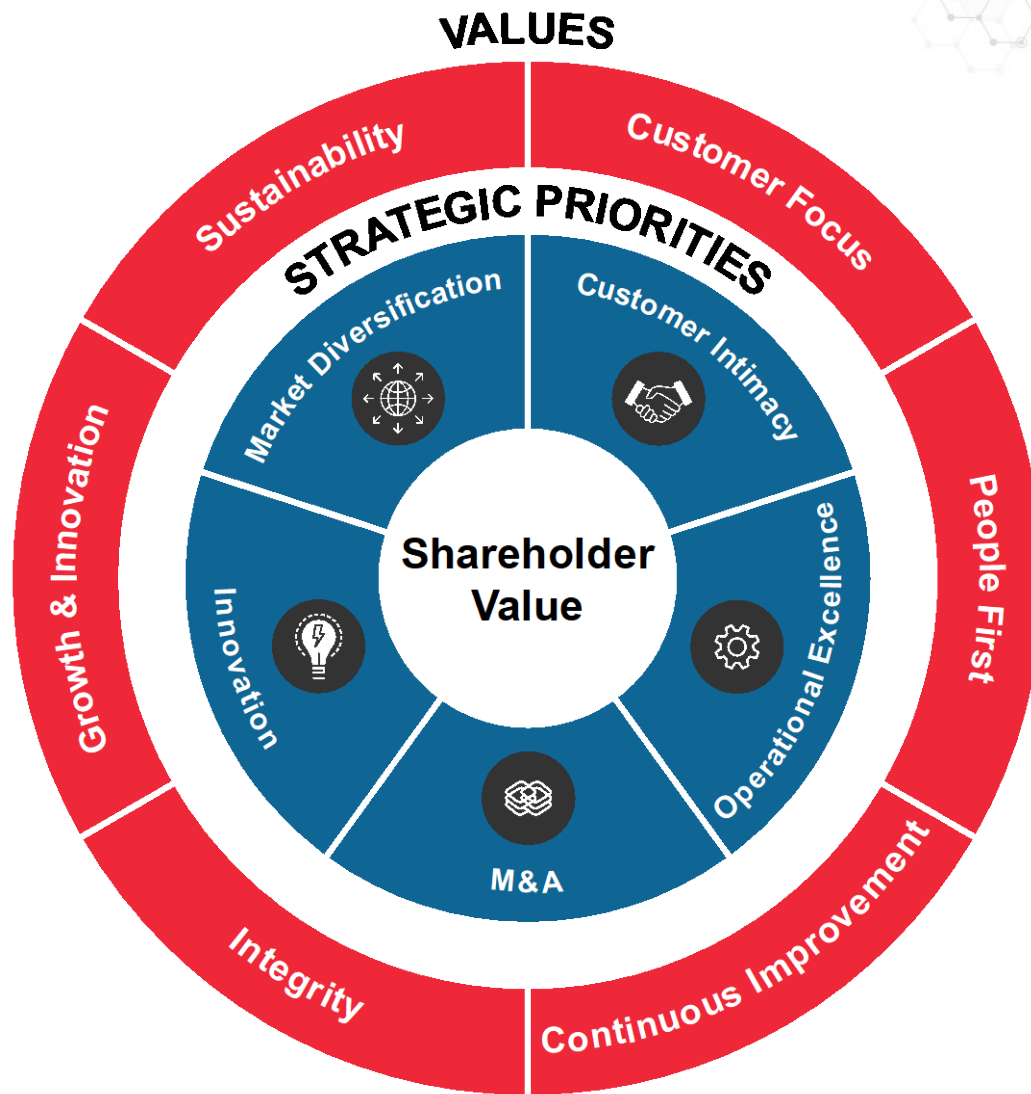 VALUES
Customer Focus
People First
Continuous Improvement
Integrity
Growth & Innovation
Sustainability
STRATEGIC PRIORITIES
Customer Intimacy
Operational Excellence
M&A
Innovation
Market Diversification
Shareholder
Value